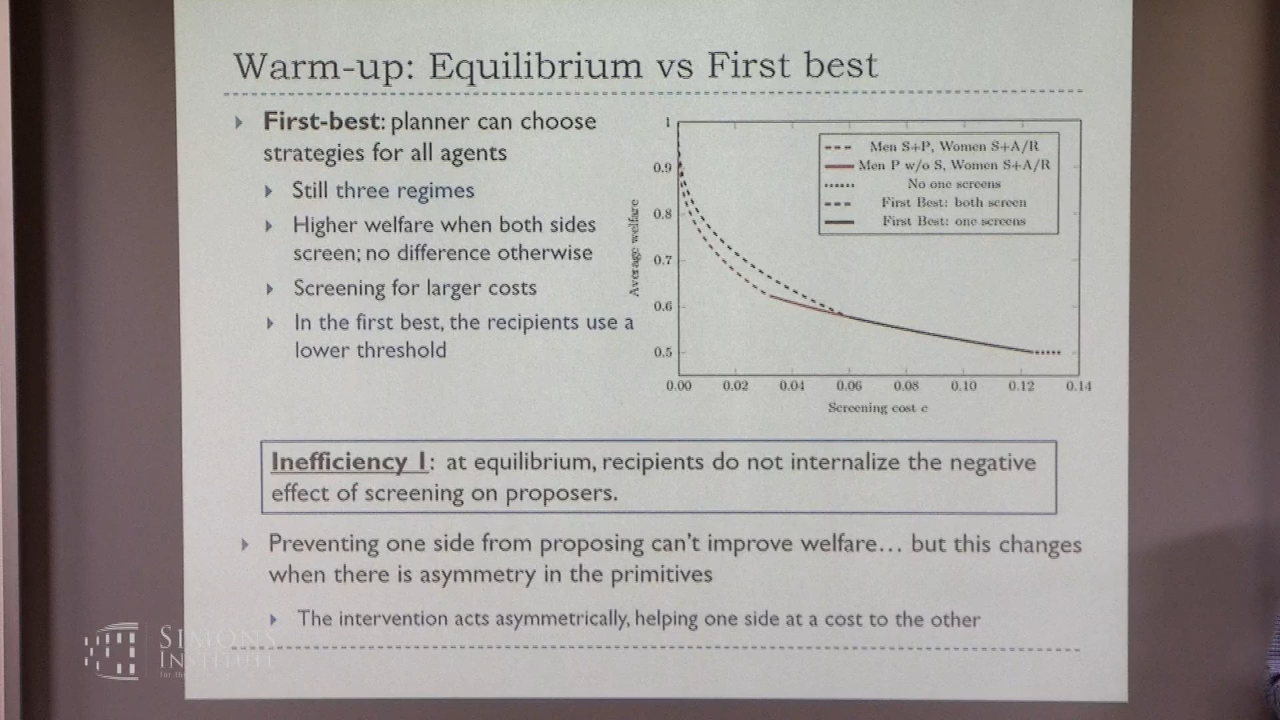 Warm-up: Equilibrium vs First best
First-best: planner can choose
strategies for all agents
Still three regimes
Higher welfare when both sides
screen; no difference otherwise
Screening for larger costs
In the first best, the recipients use a
lower threshold
Average welfare
1
0.9
0.8
0.7
0.6
0.5
Men S+P, Women S+A/R
Men P w/o S, Women S+A/R
No one screens
First Best: both screen
First Best: one screens
0.00 0.02 0.04 0.06 0.08 0.10 0.12 0.14
Screening cost c
Inefficiency 1: at equilibrium, recipients do not internalize the negative
effect of screening on proposers.
Preventing one side from proposing can't improve welfare... but this changes
when there is asymmetry in the primitives
The intervention acts asymmetrically, helping one side at a cost to the other
SIMONS
INSTITUTE